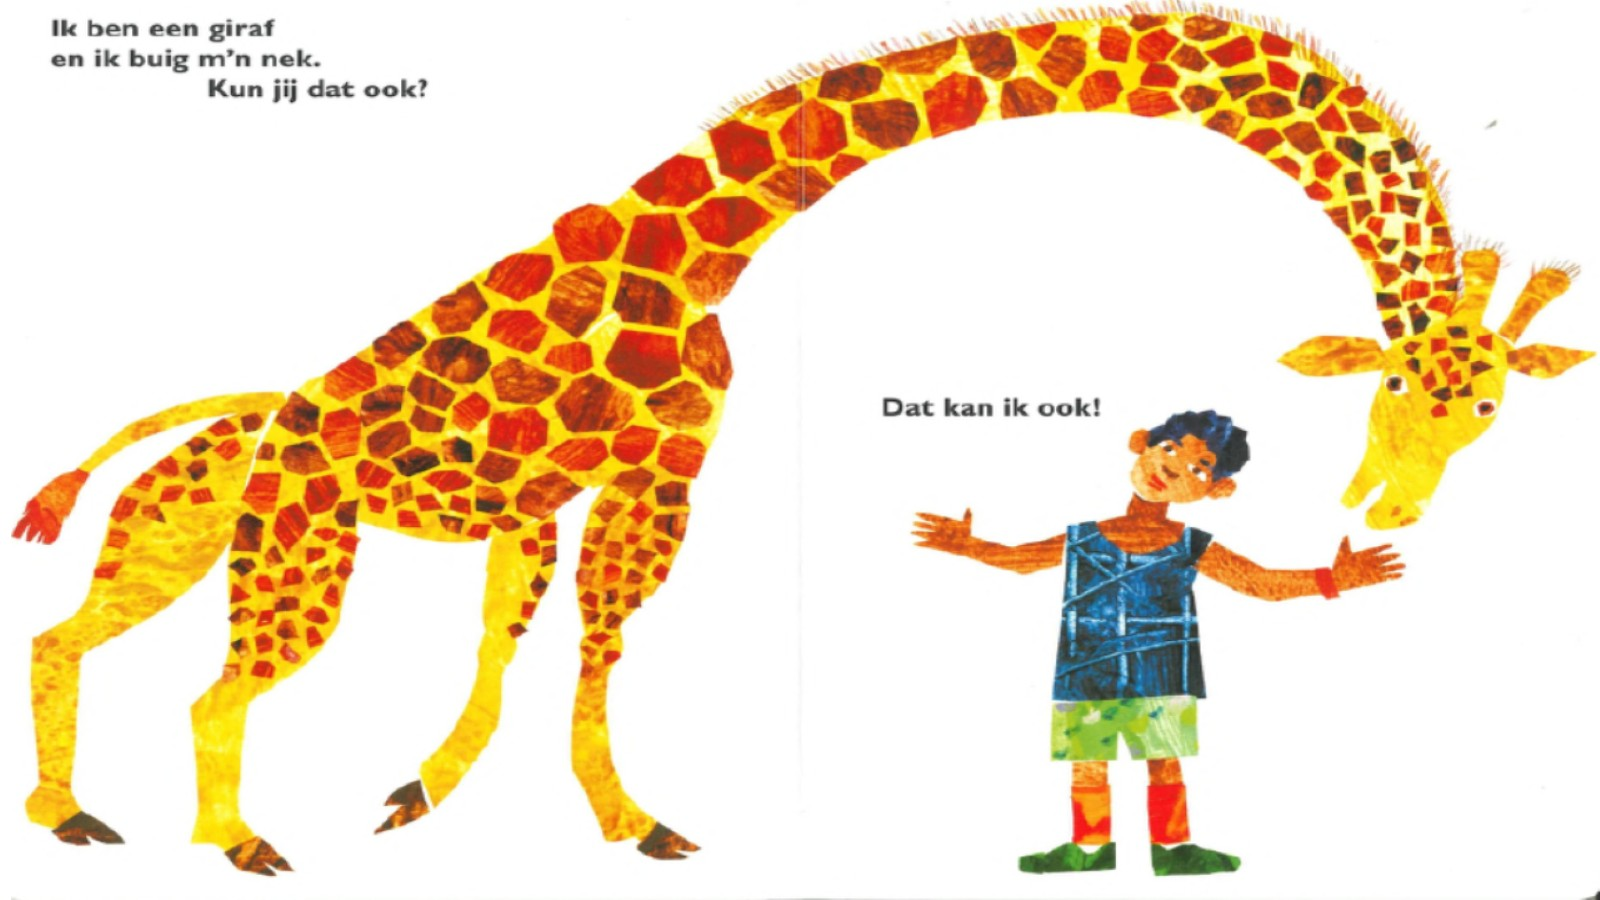 Ik ben een giraf
en ik buig m'n nek.
Kun jij dat ook?
Dat kan ik ook!